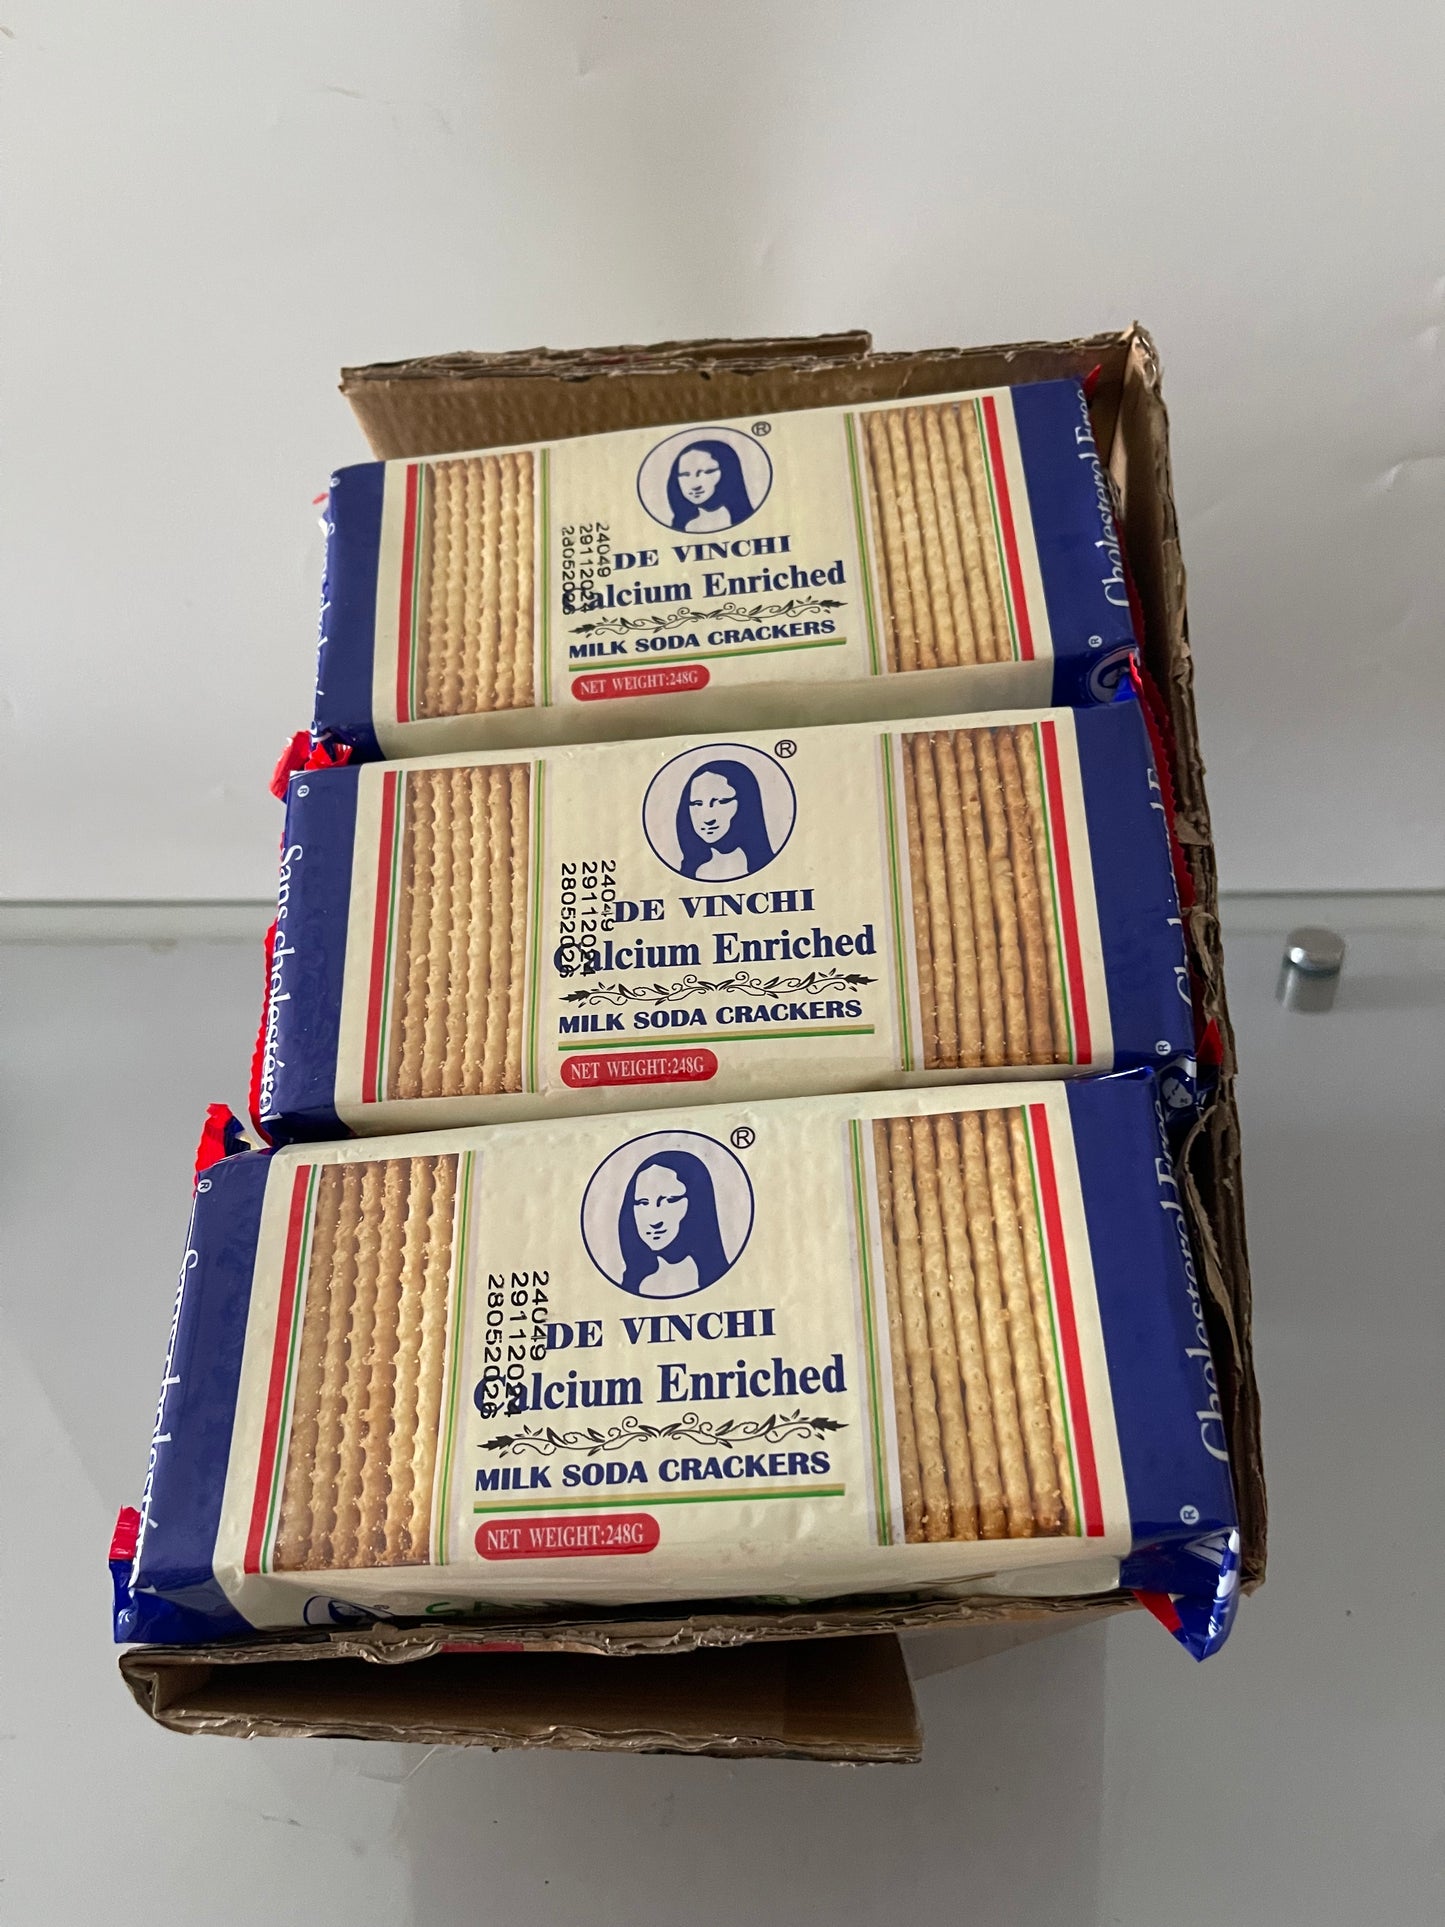 ®
24049
29112024
28052026
DE VINCHI
Calcium Enriched
MILK SODA CRACKERS
NET WEIGHT:248G
Cholesterol Free
®
®
24049
29112024
28052026
DE VINCHI
Calcium Enriched
MILK SODA CRACKERS
NET WEIGHT:248G
®
Sans cholestérol
®
®
24049
29112024
28052026
DE VINCHI
Calcium Enriched
MILK SODA CRACKERS
NET WEIGHT:248G
®
Cholesterol Free
®